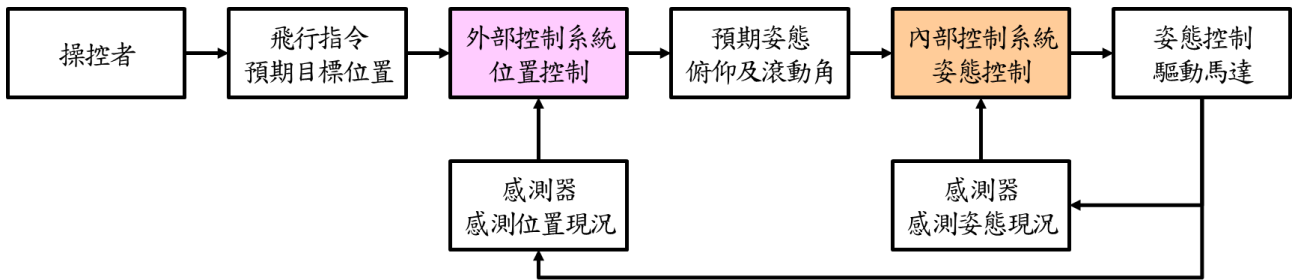 操控者
飛行指令
預期目標位置
外部控制系統
位置控制
預期姿態
俯仰及滾動角
內部控制系統
姿態控制
姿態控制
驅動馬達
感測器
感測位置現況
感測器
感測姿態現況